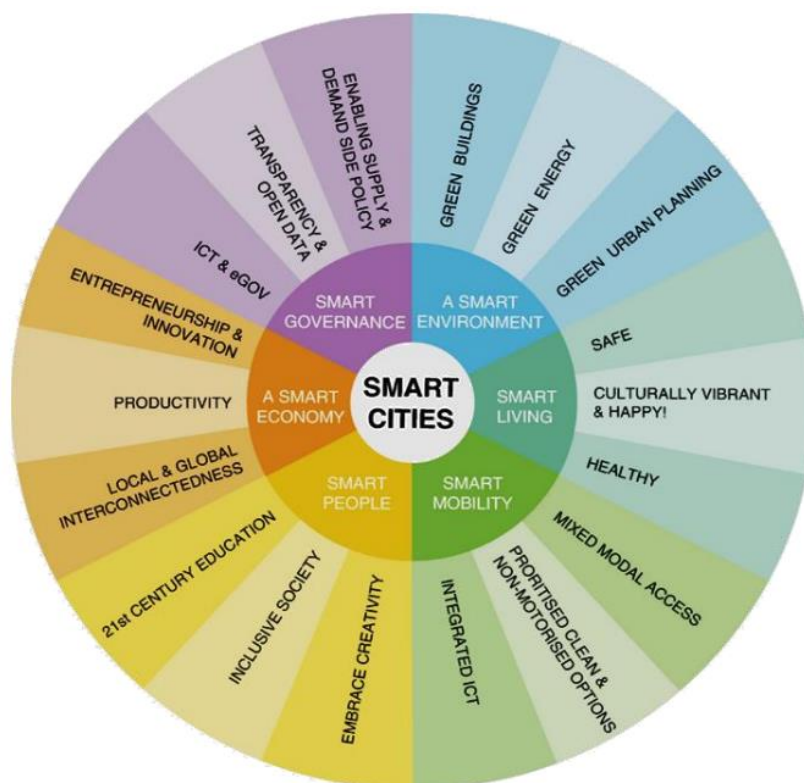 SMART
CITIES
A SMART
ENVIRONMENT
GREEN BUILDINGS
GREEN ENERGY
GREEN URBAN PLANNING
SMART
LIVING
SAFE
CULTURALLY VIBRANT
& HAPPY!
HEALTHY
SMART
MOBILITY
MIXED MODAL ACCESS
PRORITISED CLEAN &
NON-MOTORISED OPTIONS
INTEGRATED ICT
SMART
PEOPLE
EMBRACE CREATIVITY
INCLUSIVE SOCIETY
21st CENTURY EDUCATION
A SMART
ECONOMY
LOCAL & GLOBAL
INTERCONNECTEDNESS
PRODUCTIVITY
ENTREPRENEURSHIP &
INNOVATION
SMART
GOVERNANCE
ICT & eGOV
TRANSPARENCY &
OPEN DATA
ENABLING SUPPLY &
DEMAND SIDE POLICY